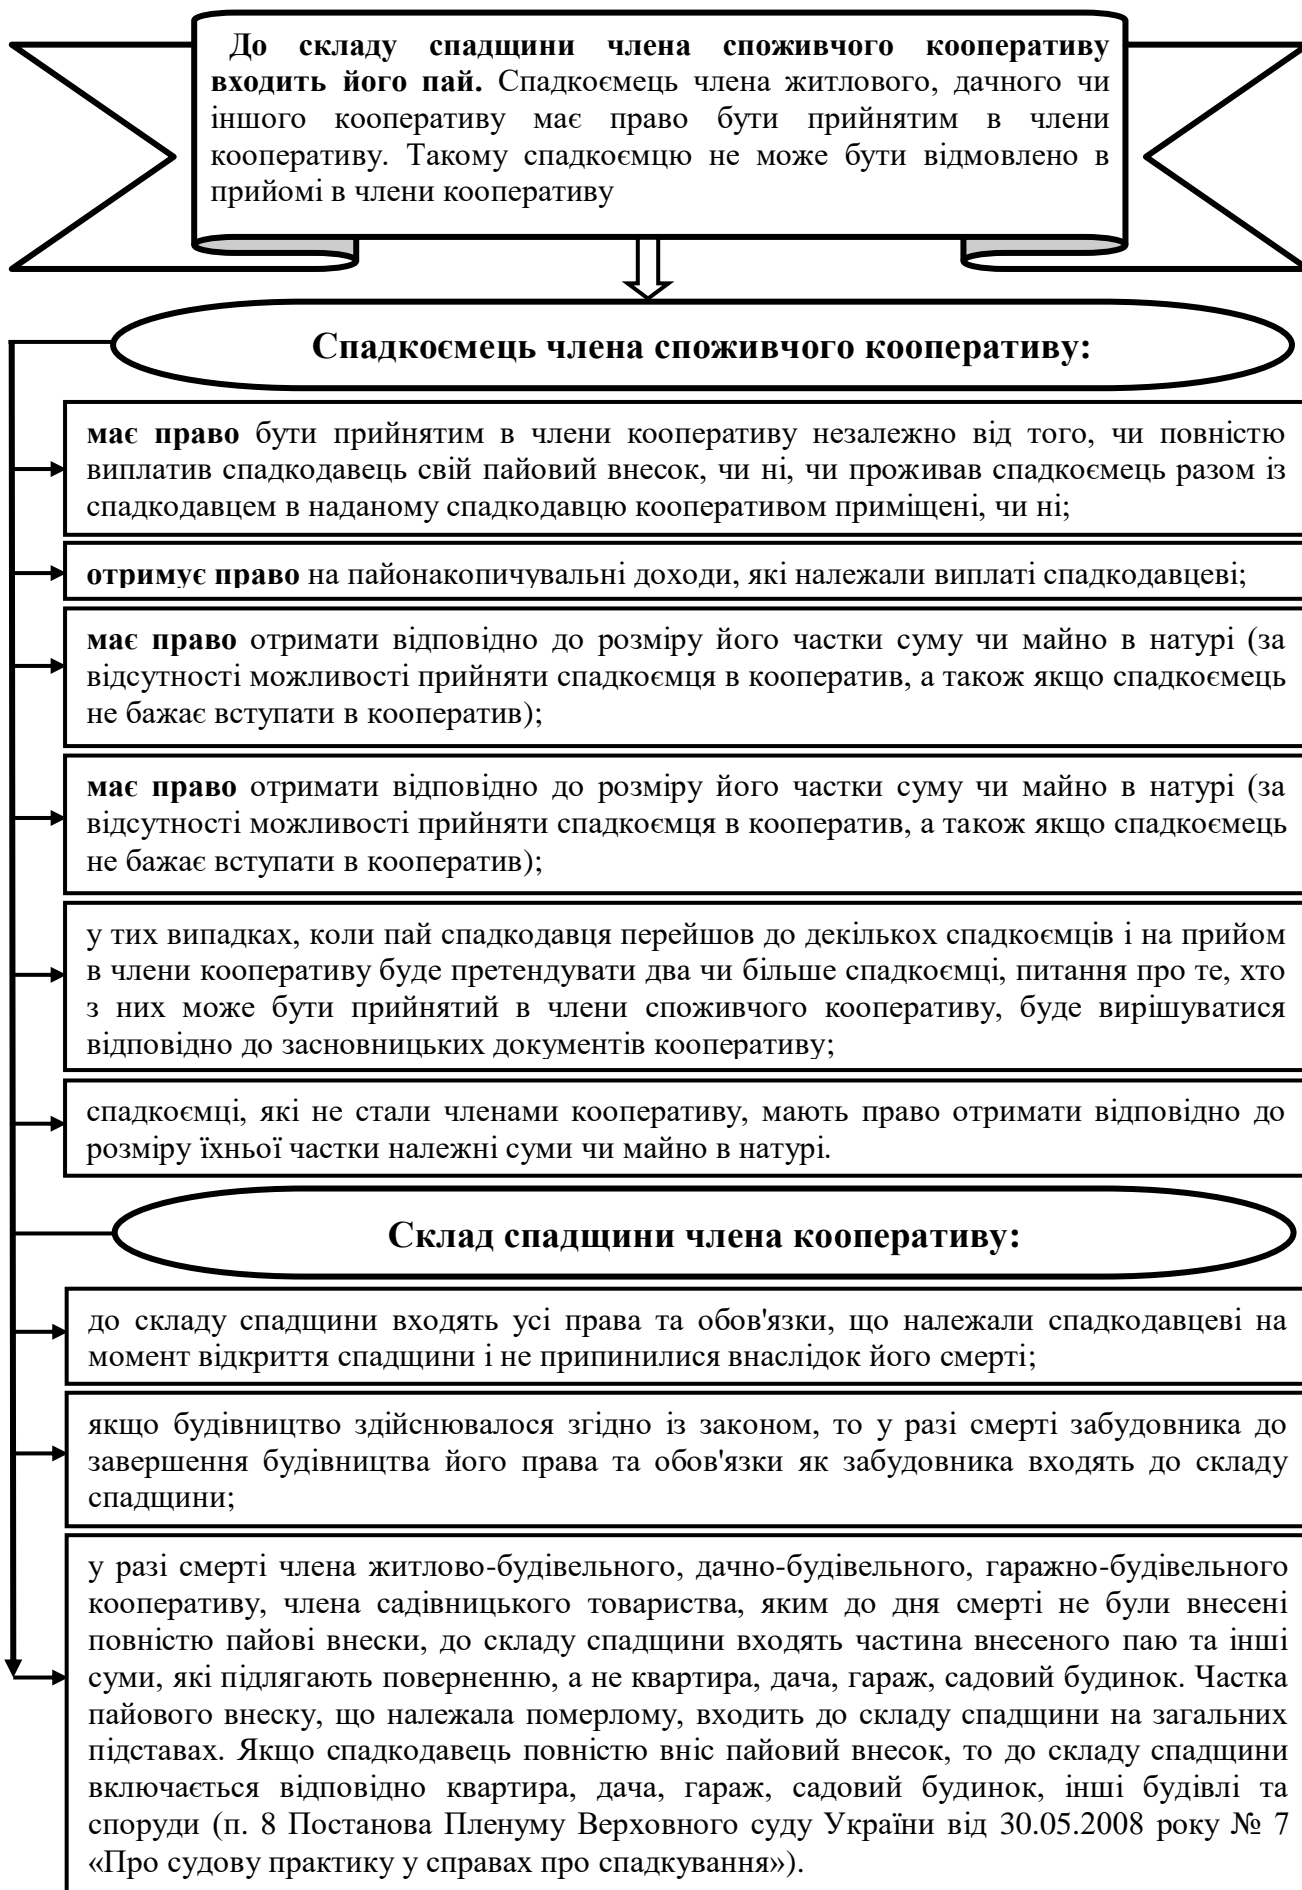 До складу спадщини члена споживчого кооперативу
входить його пай. Спадкоємець члена житлового, дачного чи
іншого кооперативу має право бути прийнятим в члени
кооперативу. Такому спадкоємцю не може бути відмовлено в
прийомі в члени кооперативу
Спадкоємець члена споживчого кооперативу:
має право бути прийнятим в члени кооперативу незалежно від того, чи повністю
виплатив спадкодавець свій пайовий внесок, чи ні, чи проживав спадкоємець разом із
спадкодавцем в наданому спадкодавцю кооперативом приміщені, чи ні;
отримує право на пайонакопичувальні доходи, які належали виплаті спадкодавцеві;
має право отримати відповідно до розміру його частки суму чи майно в натурі (за
відсутності можливості прийняти спадкоємця в кооператив, а також якщо спадкоємець
не бажає вступати в кооператив);
має право отримати відповідно до розміру його частки суму чи майно в натурі (за
відсутності можливості прийняти спадкоємця в кооператив, а також якщо спадкоємець
не бажає вступати в кооператив);
у тих випадках, коли пай спадкодавця перейшов до декількох спадкоємців і на прийом
в члени кооперативу буде претендувати два чи більше спадкоємці, питання про те, хто
з них може бути прийнятий в члени споживчого кооперативу, буде вирішуватися
відповідно до засновницьких документів кооперативу;
спадкоємці, які не стали членами кооперативу, мають право отримати відповідно до
розміру їхньої частки належні суми чи майно в натурі.
Склад спадщини члена кооперативу:
до складу спадщини входять усі права та обов'язки, що належали спадкодавцеві на
момент відкриття спадщини і не припинилися внаслідок його смерті;
якщо будівництво здійснювалося згідно із законом, то у разі смерті забудовника до
завершення будівництва його права та обов'язки як забудовника входять до складу
спадщини;
у разі смерті члена житлово-будівельного, дачно-будівельного, гаражно-будівельного
кооперативу, члена садівницького товариства, яким до дня смерті не були внесені
повністю пайові внески, до складу спадщини входять частина внесеного паю та інші
суми, які підлягають поверненню, а не квартира, дача, гараж, садовий будинок. Частка
пайового внеску, що належала померлому, входить до складу спадщини на загальних
підставах. Якщо спадкодавець повністю вніс пайовий внесок, то до складу спадщини
включається відповідно квартира, дача, гараж, садовий будинок, інші будівлі та
споруди (п. 8 Постанова Пленуму Верховного суду України від 30.05.2008 року № 7
«Про судову практику у справах про спадкування»).